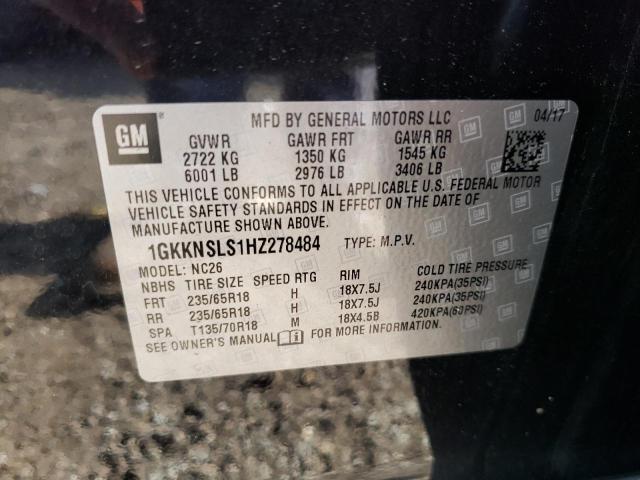 GM
MFD BY GENERAL MOTORS LLC 04/17
GVWR GAWR FRT GAWR RR
2722 KG 1350 KG 1545 KG
6001 LB 2976 LB 3406 LB
THIS VEHICLE CONFORMS TO ALL APPLICABLE U.S. FEDERAL MOTOR
VEHICLE SAFETY STANDARDS IN EFFECT ON THE DATE OF
MANUFACTURE SHOWN ABOVE.
1GKKNSLS1HZ278484 TYPE: M.P.V.
MODEL: NC26
NBHS TIRE SIZE SPEED RTG RIM COLD TIRE PRESSURE
FRT 235/65R18 H 18X7.5J 240KPA(35PSI)
RR 235/65R18 H 18X7.5J 240KPA(35PSI)
SPA T135/70R18 M 18X4.5B 420KPA(63PSI)
SEE OWNER'S MANUAL